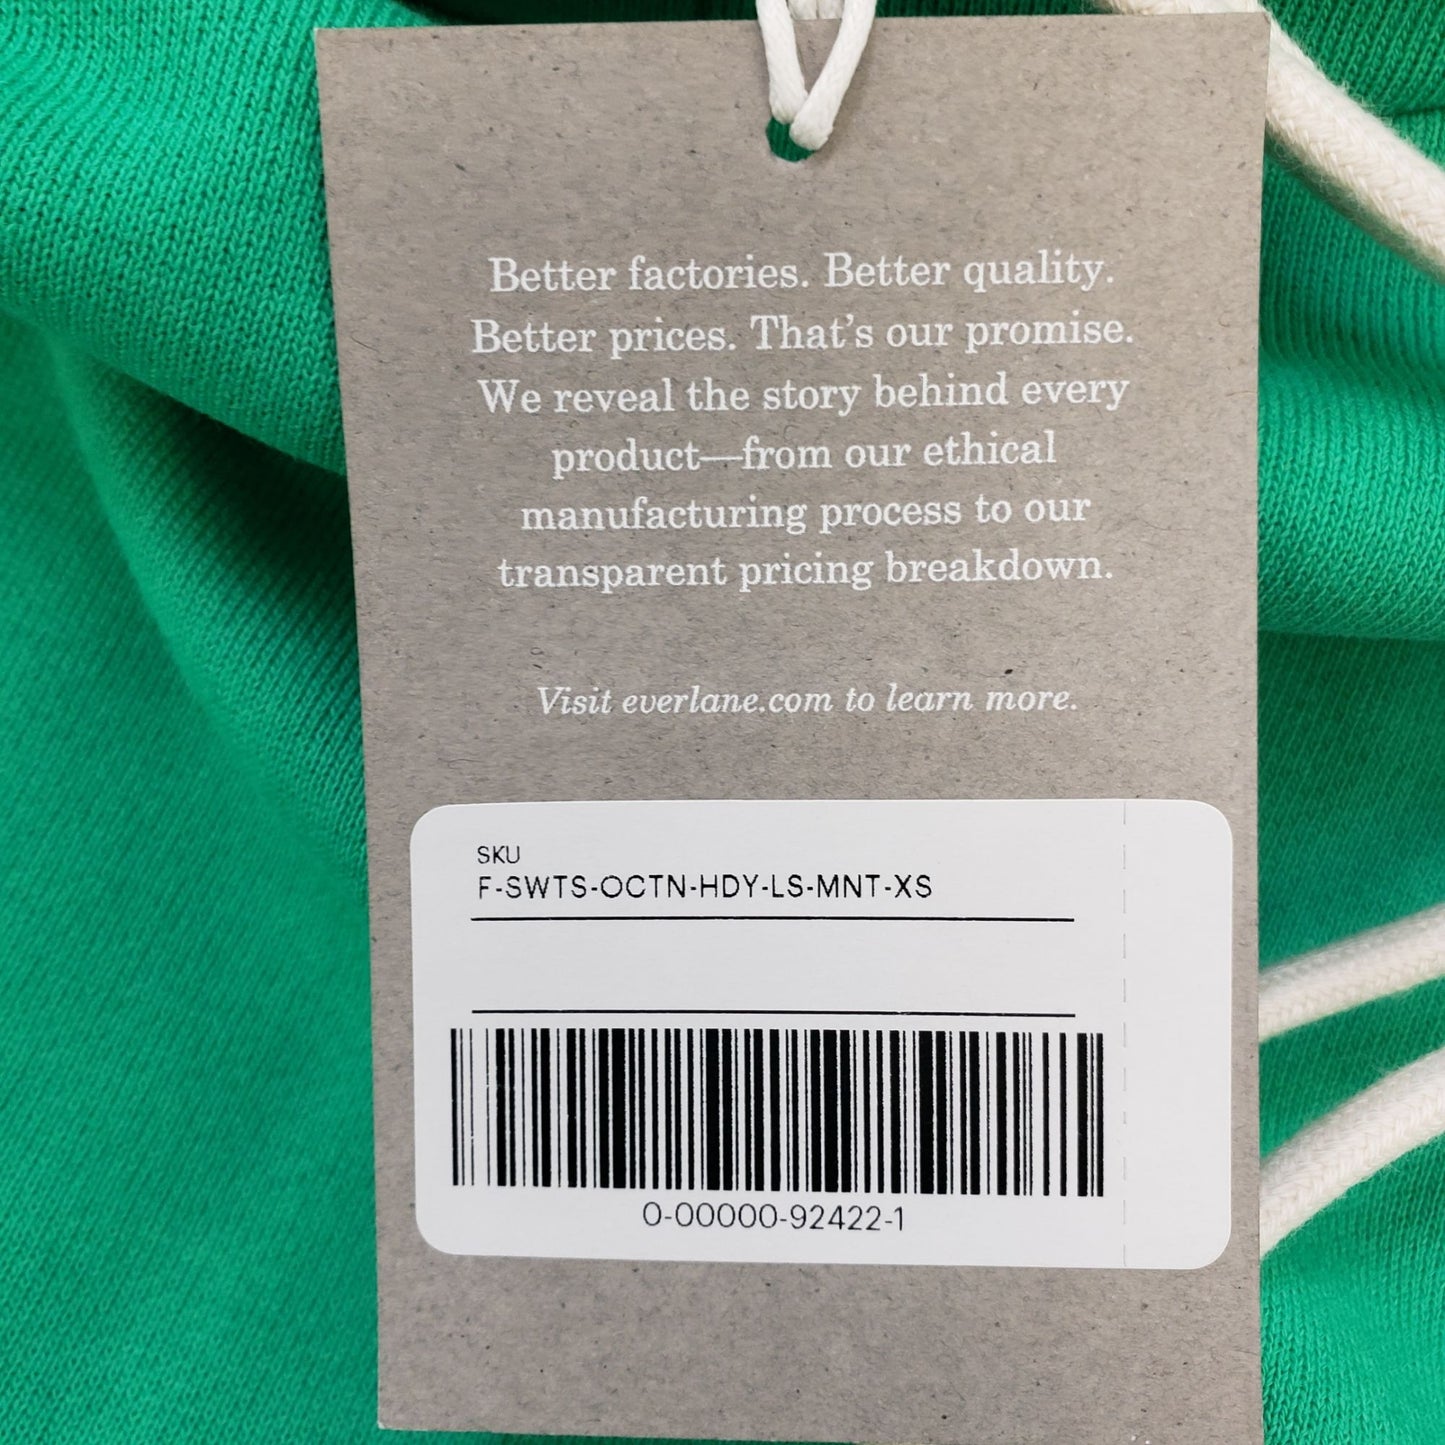 Better factories. Better quality.
Better prices. That's our promise.
We reveal the story behind every
product—from our ethical
manufacturing process to our
transparent pricing breakdown.
Visit everlane.com to learn more.
SKU
F-SWTS-OCTN-HDY-LS-MNT-XS
0-00000-92422-1